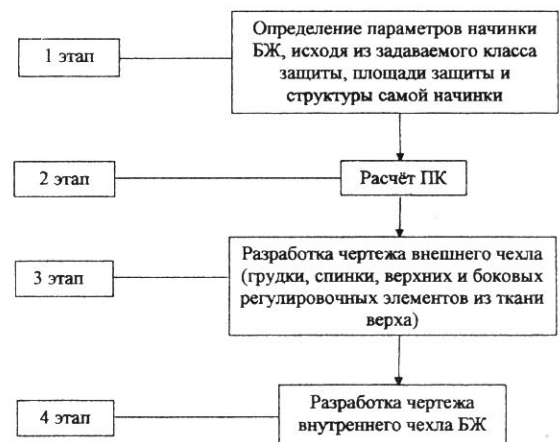 1 этап
Определение параметров начинки
БЖ, исходя из задаваемого класса
защиты, площади защиты и
структуры самой начинки
2 этап
Расчёт ПК
3 этап
Разработка чертежа внешнего чехла
(грудки, спинки, верхних и боковых
регулировочных элементов из ткани
верха)
4 этап
Разработка чертежа
внутреннего чехла БЖ